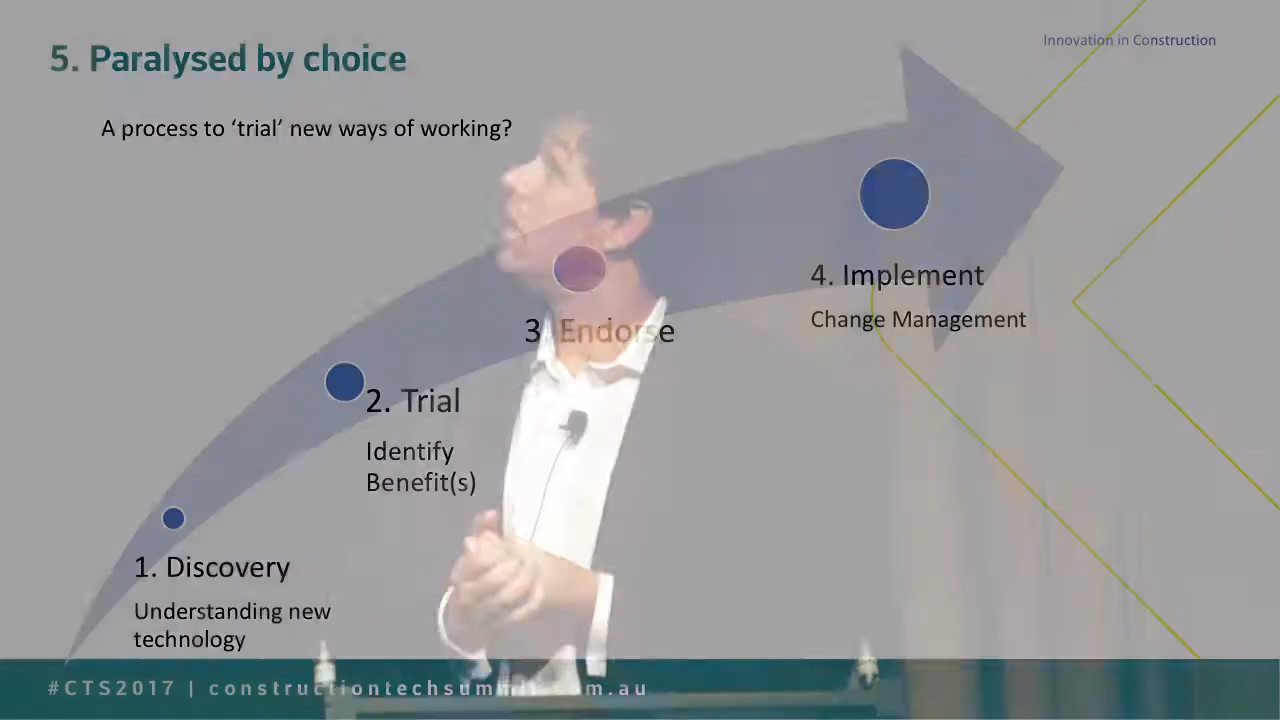 5. Paralysed by choice
Innovation in Construction
A process to ‘trial’ new ways of working?
4. Implement
Change Management
3 Endorse
2. Trial
Identify
Benefit(s)
1. Discovery
Understanding new
technology
#CTS2017 | constructiontechsummit.com.au